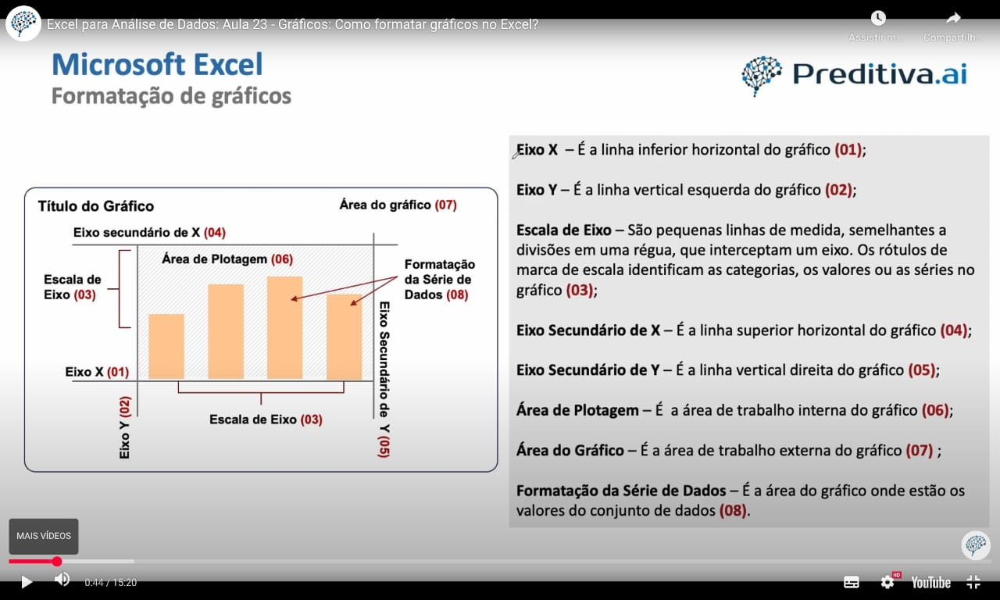 Excel para Análise de Dados: Aula 23 - Gráficos: Como formatar gráficos no Excel?
Assistir m...
Compartilh...
Microsoft Excel
Formatação de gráficos
Preditiva.ai
Título do Gráfico
Área do gráfico (07)
Eixo secundário de X (04)
Área de Plotagem (06)
Escala de
Eixo (03)
Formatação
da Série de
Dados (08)
Eixo X (01)
Eixo Y (02)
Escala de Eixo (03)
Eixo Secundário de Y (05)
Eixo X – É a linha inferior horizontal do gráfico (01);
Eixo Y – É a linha vertical esquerda do gráfico (02);
Escala de Eixo – São pequenas linhas de medida, semelhantes a
divisões em uma régua, que interceptam um eixo. Os rótulos de
marca de escala identificam as categorias, os valores ou as séries no
gráfico (03);
Eixo Secundário de X – É a linha superior horizontal do gráfico (04);
Eixo Secundário de Y – É a linha vertical direita do gráfico (05);
Área de Plotagem – É a área de trabalho interna do gráfico (06);
Área do Gráfico – É a área de trabalho externa do gráfico (07) ;
Formatação da Série de Dados – É a área do gráfico onde estão os
valores do conjunto de dados (08).
MAIS VÍDEOS
0:44 / 15:20
HD
YouTube